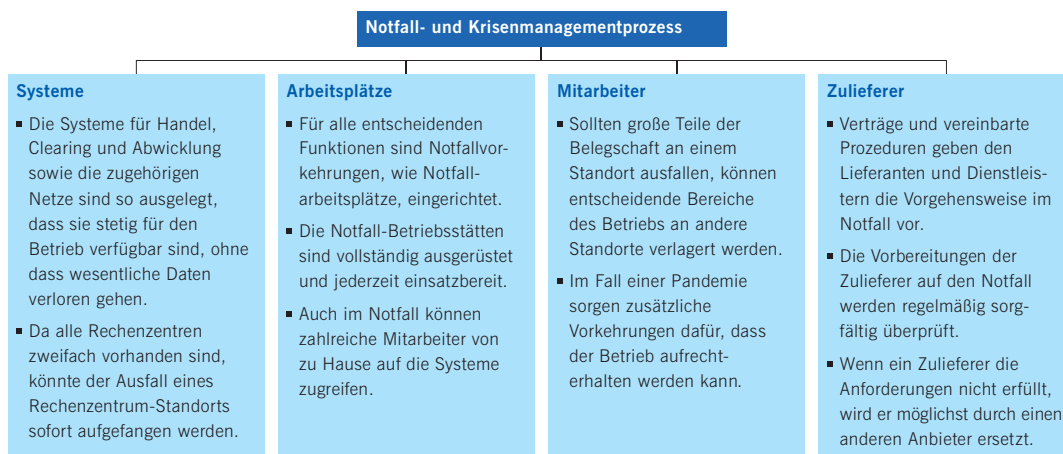 Notfall- und Krisenmanagementprozess
Systeme
▪ Die Systeme für Handel,
Clearing und Abwicklung
sowie die zugehörigen
Netze sind so ausgelegt,
dass sie stetig für den
Betrieb verfügbar sind, ohne
dass wesentliche Daten
verloren gehen.
▪ Da alle Rechenzentren
zweifach vorhanden sind,
könnte der Ausfall eines
Rechenzentrum-Standorts
sofort aufgefangen werden.
Arbeitsplätze
▪ Für alle entscheidenden
Funktionen sind Notfallvor-
kehrungen, wie Notfall-
arbeitsplätze, eingerichtet.
▪ Die Notfall-Betriebsstätten
sind vollständig ausgerüstet
und jederzeit einsatzbereit.
▪ Auch im Notfall können
zahlreiche Mitarbeiter von
zu Hause auf die Systeme
zugreifen.
Mitarbeiter
▪ Sollten große Teile der
Belegschaft an einem
Standort ausfallen, können
entscheidende Bereiche
des Betriebs an andere
Standorte verlagert werden.
▪ Im Fall einer Pandemie
sorgen zusätzliche
Vorkehrungen dafür, dass
der Betrieb aufrecht-
erhalten werden kann.
Zulieferer
▪ Verträge und vereinbarte
Prozeduren geben den
Lieferanten und Dienstleis-
tern die Vorgehensweise im
Notfall vor.
▪ Die Vorbereitungen der
Zulieferer auf den Notfall
werden regelmäßig sorg-
fältig überprüft.
▪ Wenn ein Zulieferer die
Anforderungen nicht erfüllt,
wird er möglichst durch einen
anderen Anbieter ersetzt.